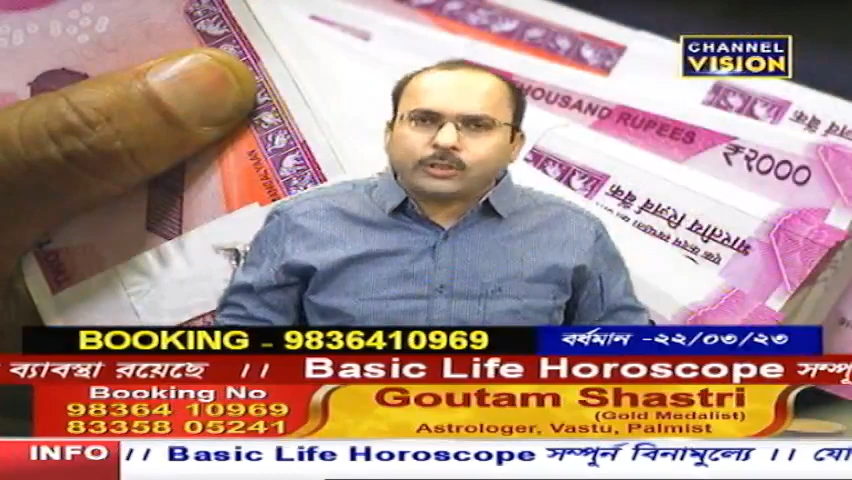 CHANNEL
VISION
THOUSAND RUPEES
₹2000
BOOKING - 9836410969
বর্ধমান -২২/০৩/২৩
ব্যাবস্থা রয়েছে ।। Basic Life Horoscope
Booking No
98364 10969
83358 05241
Goutam Shastri
(Gold Medalist)
Astrologer, Vastu, Palmist
INFO
।। Basic Life Horoscope সম্পূর্ন বিনামূল্যে ।।